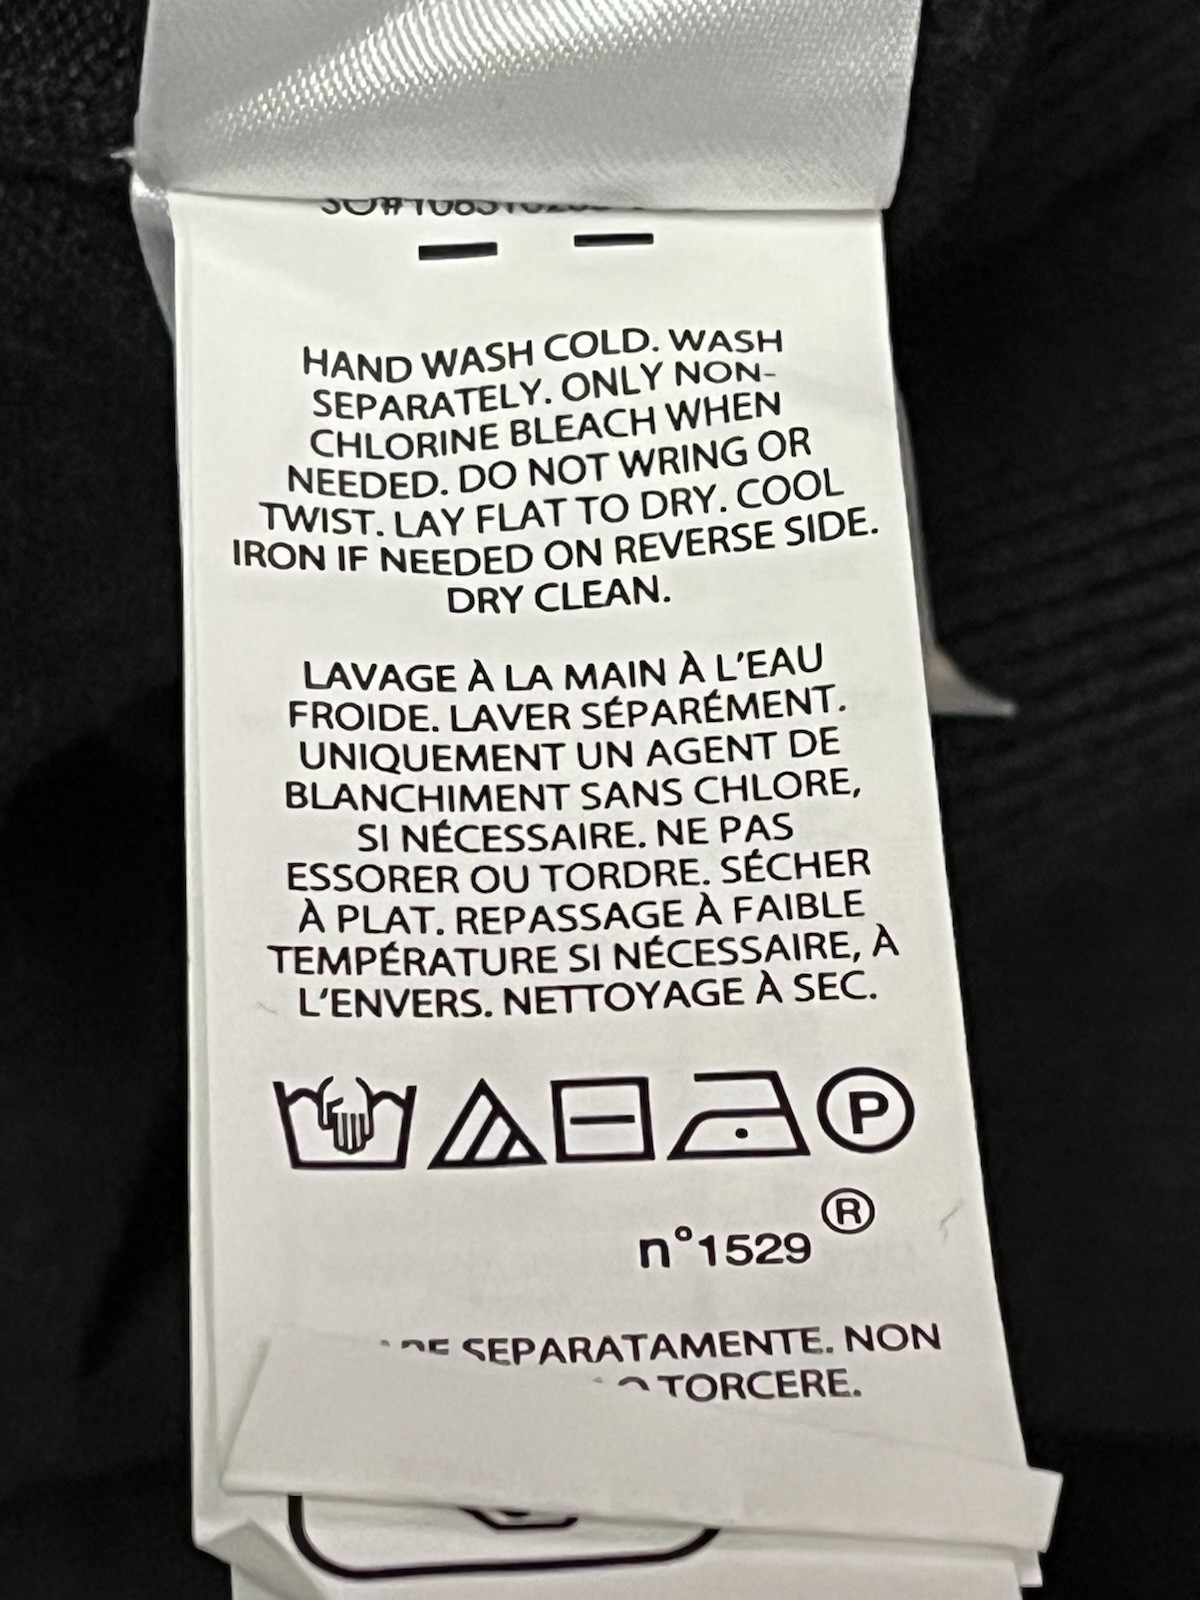 HAND WASH COLD. WASH
SEPARATELY. ONLY NON-
CHLORINE BLEACH WHEN
NEEDED. DO NOT WRING OR
TWIST. LAY FLAT TO DRY. COOL
IRON IF NEEDED ON REVERSE SIDE.
DRY CLEAN.
LAVAGE À LA MAIN À L'EAU
FROIDE. LAVER SÉPARÉMENT.
UNIQUEMENT UN AGENT DE
BLANCHIMENT SANS CHLORE,
SI NÉCESSAIRE. NE PAS
ESSORER OU TORDRE. SÉCHER
À PLAT. REPASSAGE À FAIBLE
TEMPÉRATURE SI NÉCESSAIRE, À
L'ENVERS. NETTOYAGE À SEC.
P
n°1529 ®
SEPARATAMENTE. NON
TORCERE.